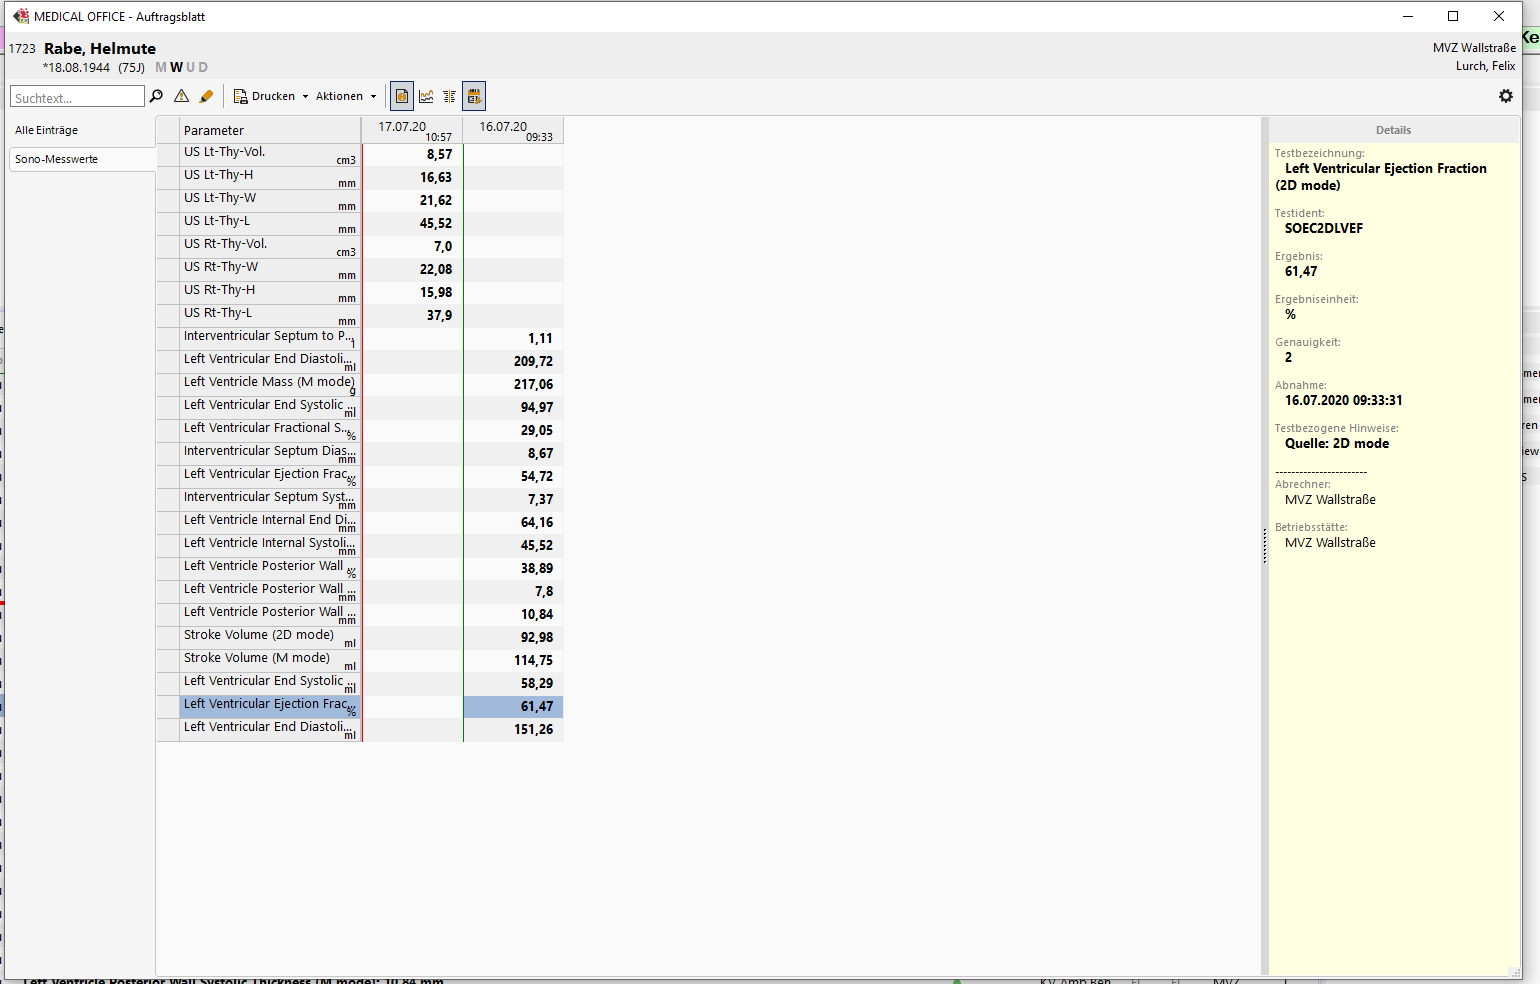 MEDICAL OFFICE - Auftragsblatt
1723 Rabe, Helmute
*18.08.1944 (75J) M W U D
MVZ Wallstraße
Lurch, Felix
Suchtext...
Drucken
Aktionen
Alle Einträge
Sono-Messwerte
Parameter 17.07.20 10:57 16.07.20 09:33
US Lt-Thy-Vol. cm3 8,57
US Lt-Thy-H mm 16,63
US Lt-Thy-W mm 21,62
US Lt-Thy-L mm 45,52
US Rt-Thy-Vol. cm3 7,0
US Rt-Thy-W mm 22,08
US Rt-Thy-H mm 15,98
US Rt-Thy-L mm 37,9
Interventricular Septum to P... 1 1,11
Left Ventricular End Diastoli... ml 209,72
Left Ventricle Mass (M mode) g 217,06
Left Ventricular End Systolic ... ml 94,97
Left Ventricular Fractional S... % 29,05
Interventricular Septum Dias... mm 8,67
Left Ventricular Ejection Frac... % 54,72
Interventricular Septum Syst... mm 7,37
Left Ventricle Internal End Di... mm 64,16
Left Ventricle Internal Systoli... mm 45,52
Left Ventricle Posterior Wall ... % 38,89
Left Ventricle Posterior Wall ... mm 7,8
Left Ventricle Posterior Wall ... mm 10,84
Stroke Volume (2D mode) ml 92,98
Stroke Volume (M mode) ml 114,75
Left Ventricular End Systolic ... ml 58,29
Left Ventricular Ejection Frac... % 61,47
Left Ventricular End Diastoli... ml 151,26
Details
Testbezeichnung:
Left Ventricular Ejection Fraction
(2D mode)
Testident:
SOEC2DLVEF
Ergebnis:
61,47
Ergebniseinheit:
%
Genauigkeit:
2
Abnahme:
16.07.2020 09:33:31
Testbezogene Hinweise:
Quelle: 2D mode
-----------------------
Abrechner:
MVZ Wallstraße
Betriebsstätte:
MVZ Wallstraße
Left Ventricle Posterior Wall Systolic Thickness (M mode): 10,84 mm